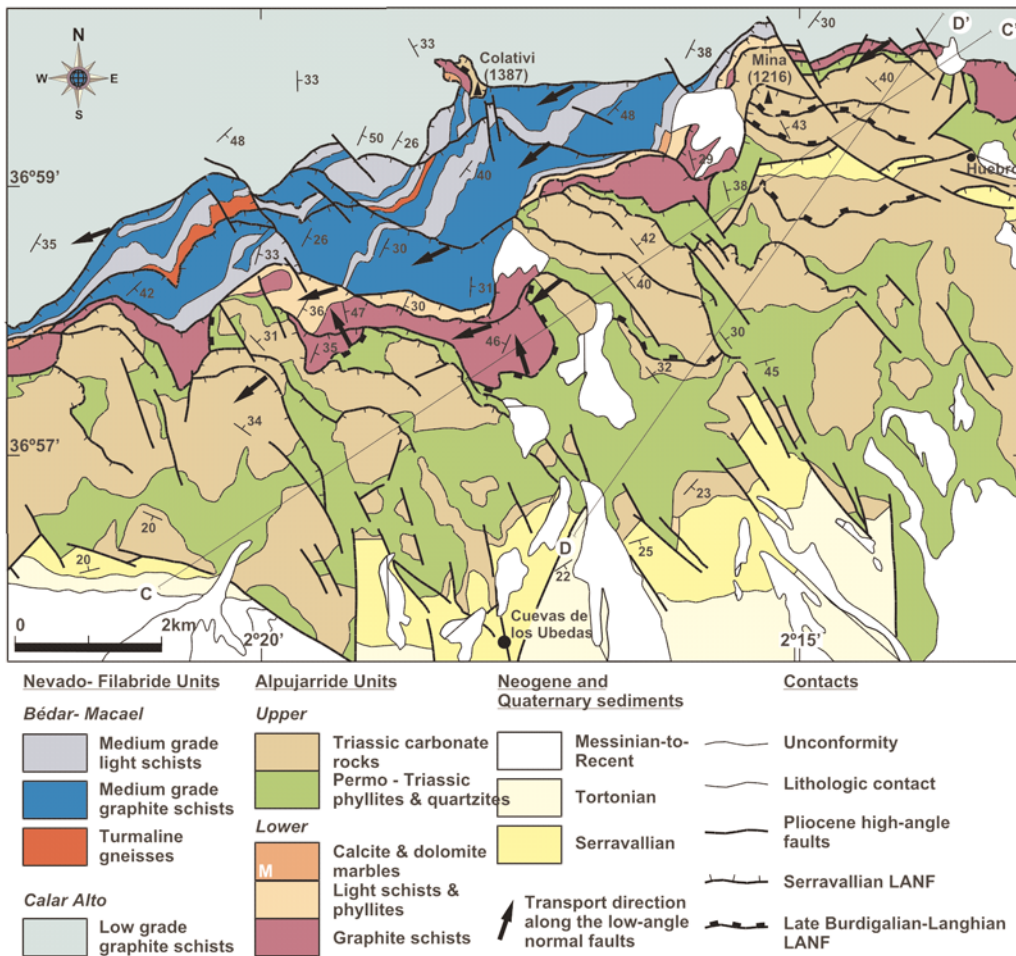 N
W E
S
33
Colativi
(1387)
38
30
D'
C'
Mina
(1216)
40
33
48
50
26
48
43
40
29
36º59'
38
Huebro
35
26
30
33
42
42
31
40
36
47
30
31
35
46
30
32
45
34
36º57'
23
20
20
D
25
22
C
0 2km
2º20'
Cuevas de
los Ubedas
2º15'
Nevado- Filabride Units
Bédar- Macael
Medium grade
light schists
Medium grade
graphite schists
Turmaline
gneisses
Calar Alto
Low grade
graphite schists
Alpujarride Units
Upper
Triassic carbonate
rocks
Permo - Triassic
phyllites & quartzites
Lower
Calcite & dolomite
marbles
M
Light schists &
phyllites
Graphite schists
Neogene and
Quaternary sediments
Messinian-to-
Recent
Tortonian
Serravallian
Transport direction
along the low-angle
normal faults
Contacts
Unconformity
Lithologic contact
Pliocene high-angle
faults
Serravallian LANF
Late Burdigalian-Langhian
LANF